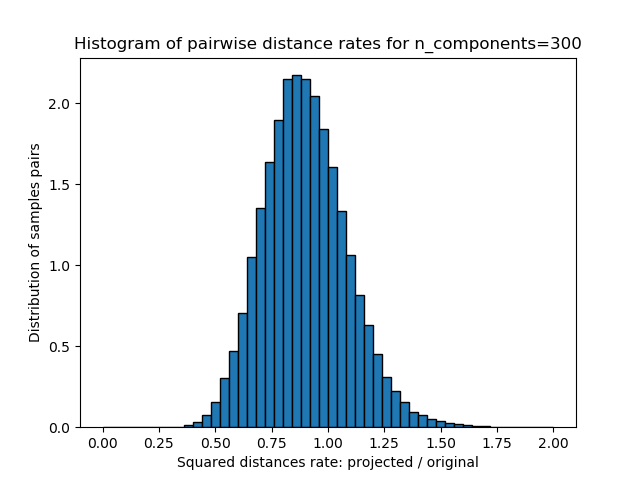 Histogram of pairwise distance rates for n_components=300
Distribution of samples pairs
2.0
1.5
1.0
0.5
0.0
0.00 0.25 0.50 0.75 1.00 1.25 1.50 1.75 2.00
Squared distances rate: projected / original